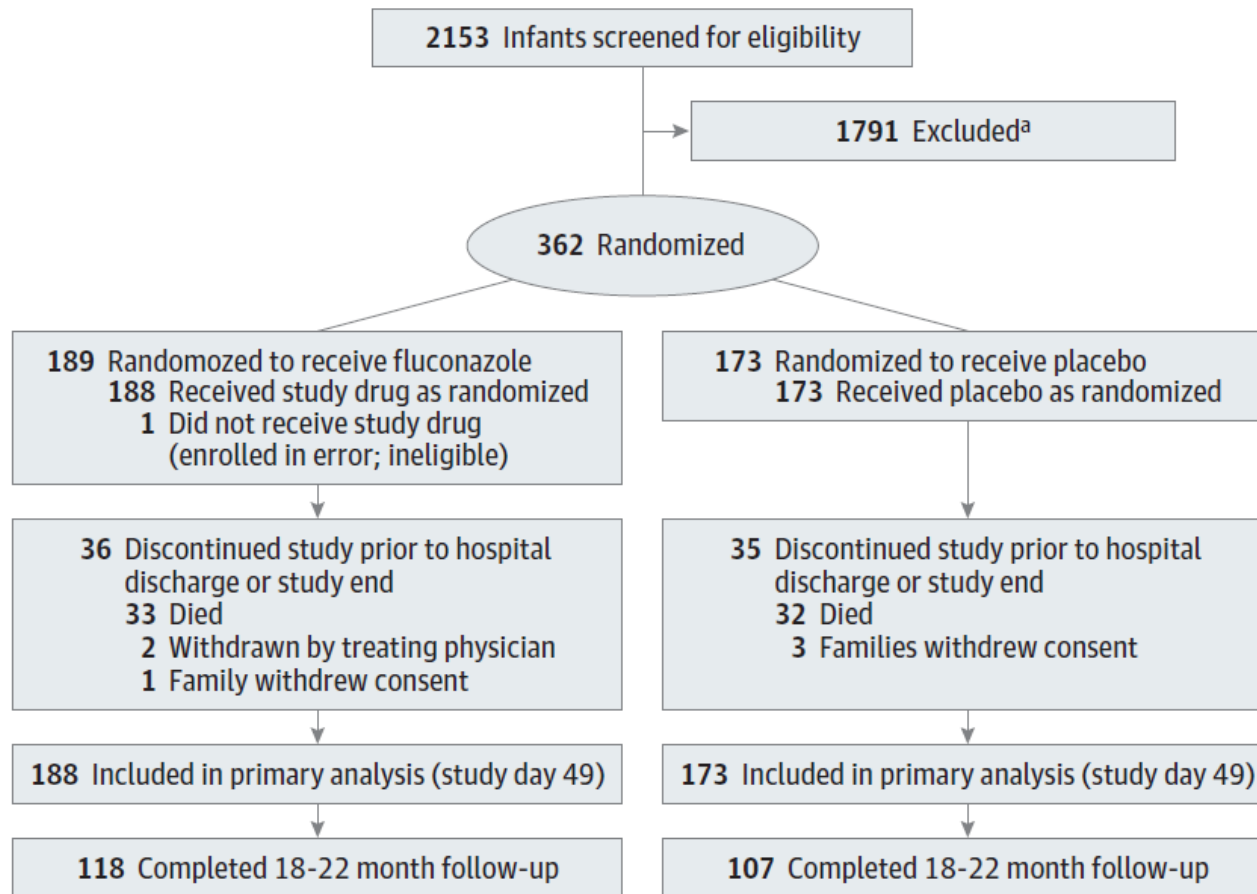 2153 Infants screened for eligibility
1791 Excludedª
362 Randomized
189 Randomozed to receive fluconazole
188 Received study drug as randomized
1 Did not receive study drug
(enrolled in error; ineligible)
173 Randomized to receive placebo
173 Received placebo as randomized
36 Discontinued study prior to hospital
discharge or study end
33 Died
2 Withdrawn by treating physician
1 Family withdrew consent
35 Discontinued study prior to hospital
discharge or study end
32 Died
3 Families withdrew consent
188 Included in primary analysis (study day 49)
173 Included in primary analysis (study day 49)
118 Completed 18-22 month follow-up
107 Completed 18-22 month follow-up